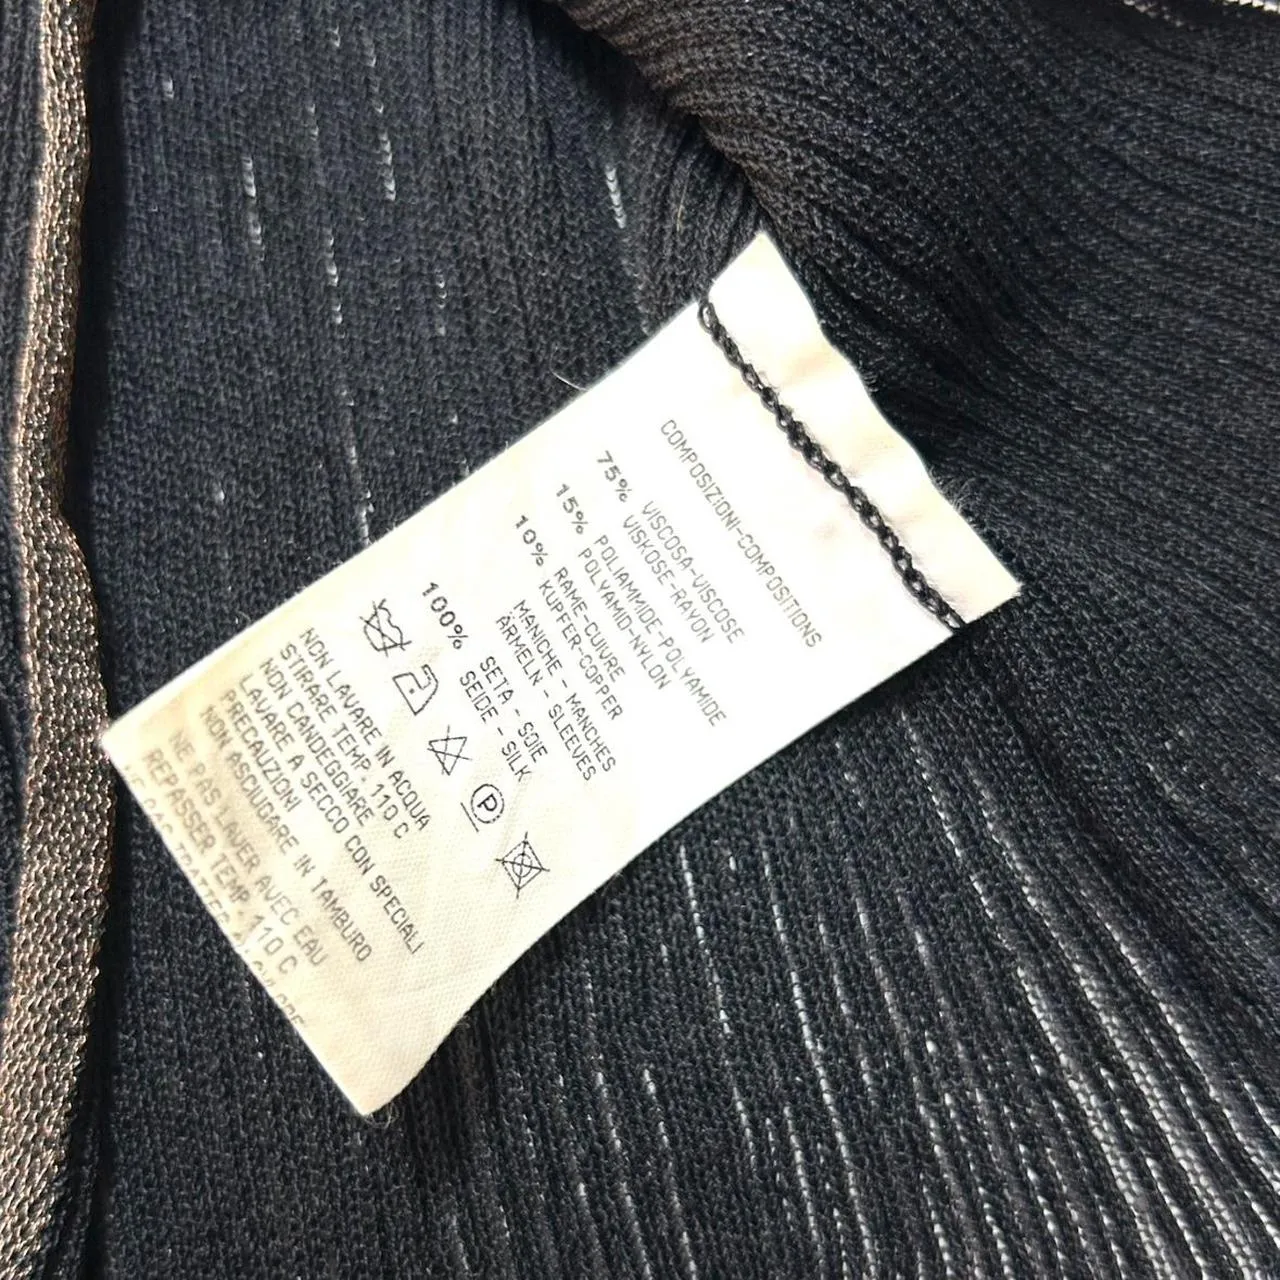 COMPOSIZIONI-COMPOSITIONS
75% VISCOSA-VISCOSE
VISKOSE-RAYON
15% POLIAMMIDE-POLYAMIDE
POLYAMID-NYLON
10% RAME-CUIVRE
KUPFER-COPPER
MANICHE - MANCHES
ÄRMELN - SLEEVES
100% SETA - SOIE
SEIDE - SILK
P
NON LAVARE IN ACQUA
STIRARE TEMP. 110 C
NON CANDEGGIARE
LAVARE A SECCO CON SPECIALI
PRECAUZIONI
NON ASCIUGARE IN TAMBURO
NE PAS LAVER AVEC EAU
REPASSER TEMP. 110 C